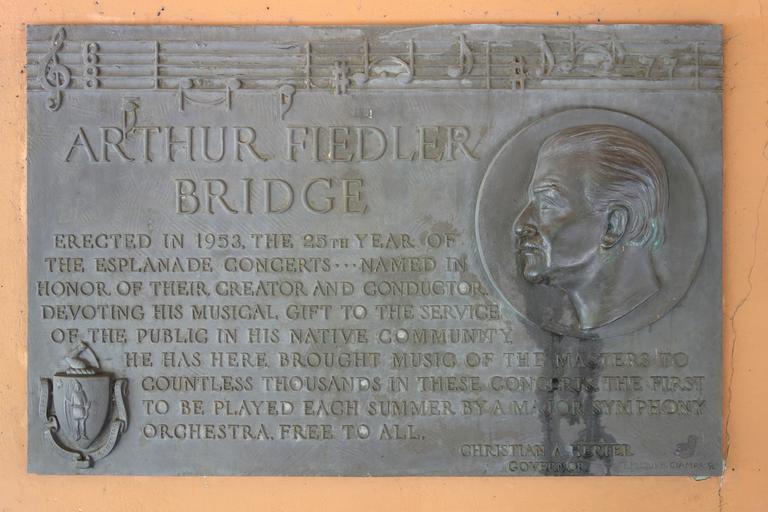 ARTHUR FIEDLER
BRIDGE
ERECTED IN 1953, THE 25TH YEAR OF
THE ESPLANADE CONCERTS ··· NAMED IN
HONOR OF THEIR CREATOR AND CONDUCTOR.
DEVOTING HIS MUSICAL GIFT TO THE SERVICE
OF THE PUBLIC IN HIS NATIVE COMMUNITY,
HE HAS HERE BROUGHT MUSIC OF THE MASTERS TO
COUNTLESS THOUSANDS IN THESE CONCERTS, THE FIRST
TO BE PLAYED EACH SUMMER BY A MAJOR SYMPHONY
ORCHESTRA, FREE TO ALL.
CHRISTIAN A. HERTER
GOVERNOR